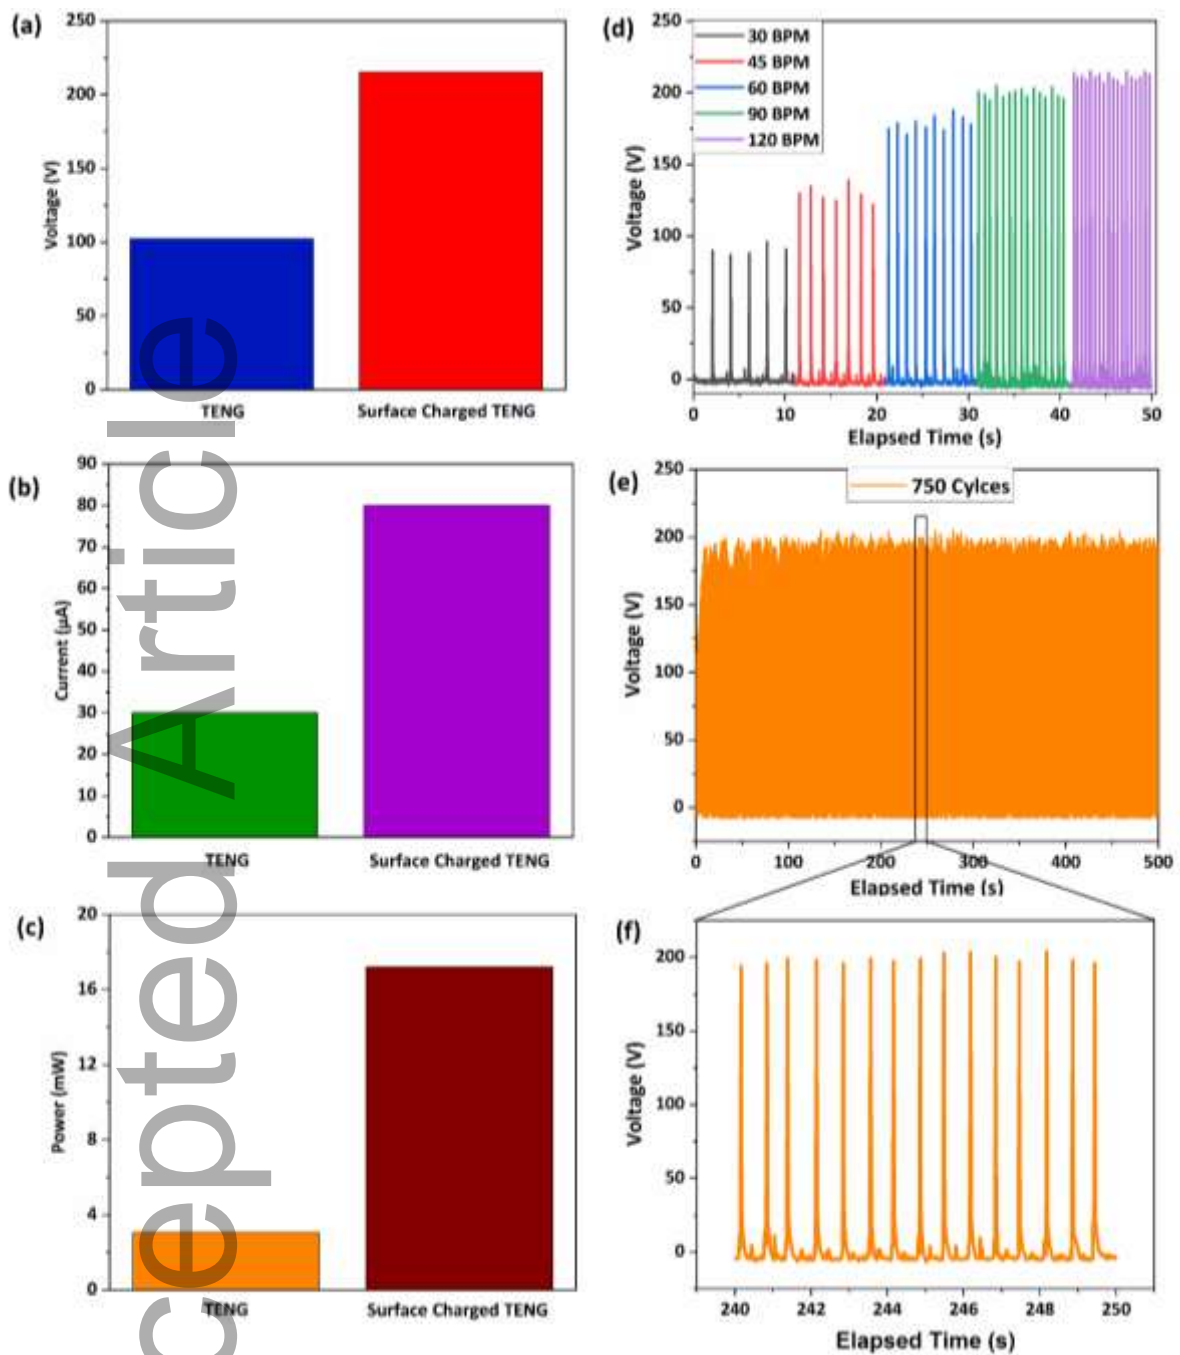 (a)
250
200
150
100
50
0
Voltage (V)
TENG
Surface Charged TENG
(b)
90
80
70
60
50
40
30
20
10
0
Current (µA)
TENG
Surface Charged TENG
(c)
20
16
12
8
4
0
Power (mW)
TENG
Surface Charged TENG
(d)
250
200
150
100
50
0
Voltage (V)
30 BPM
45 BPM
60 BPM
90 BPM
120 BPM
0 10 20 30 40 50
Elapsed Time (s)
(e)
250
200
150
100
50
0
Voltage (V)
750 Cylces
0 100 200 300 400 500
Elapsed Time (s)
(f)
200
150
100
50
0
Voltage (V)
240 242 244 246 248 250
Elapsed Time (s)
cepted Article